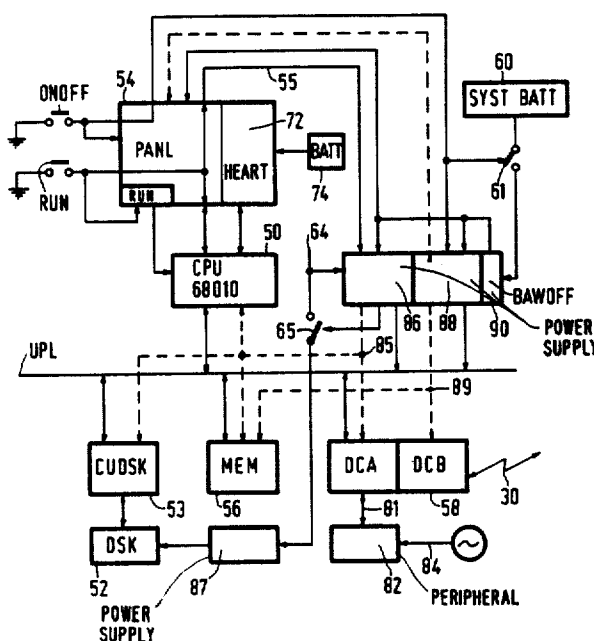 54
55
60
ONOFF
72
SYST BATT
PANL
HEART
BATT
61
RUN
RUN
74
50
64
CPU
68010
BAWOFF
86
88
90
65
POWER
SUPPLY
UPL
85
89
CUDSK
MEM
DCA
DCB
53
56
81
58
30
DSK
52
87
82
84
PERIPHERAL
POWER
SUPPLY